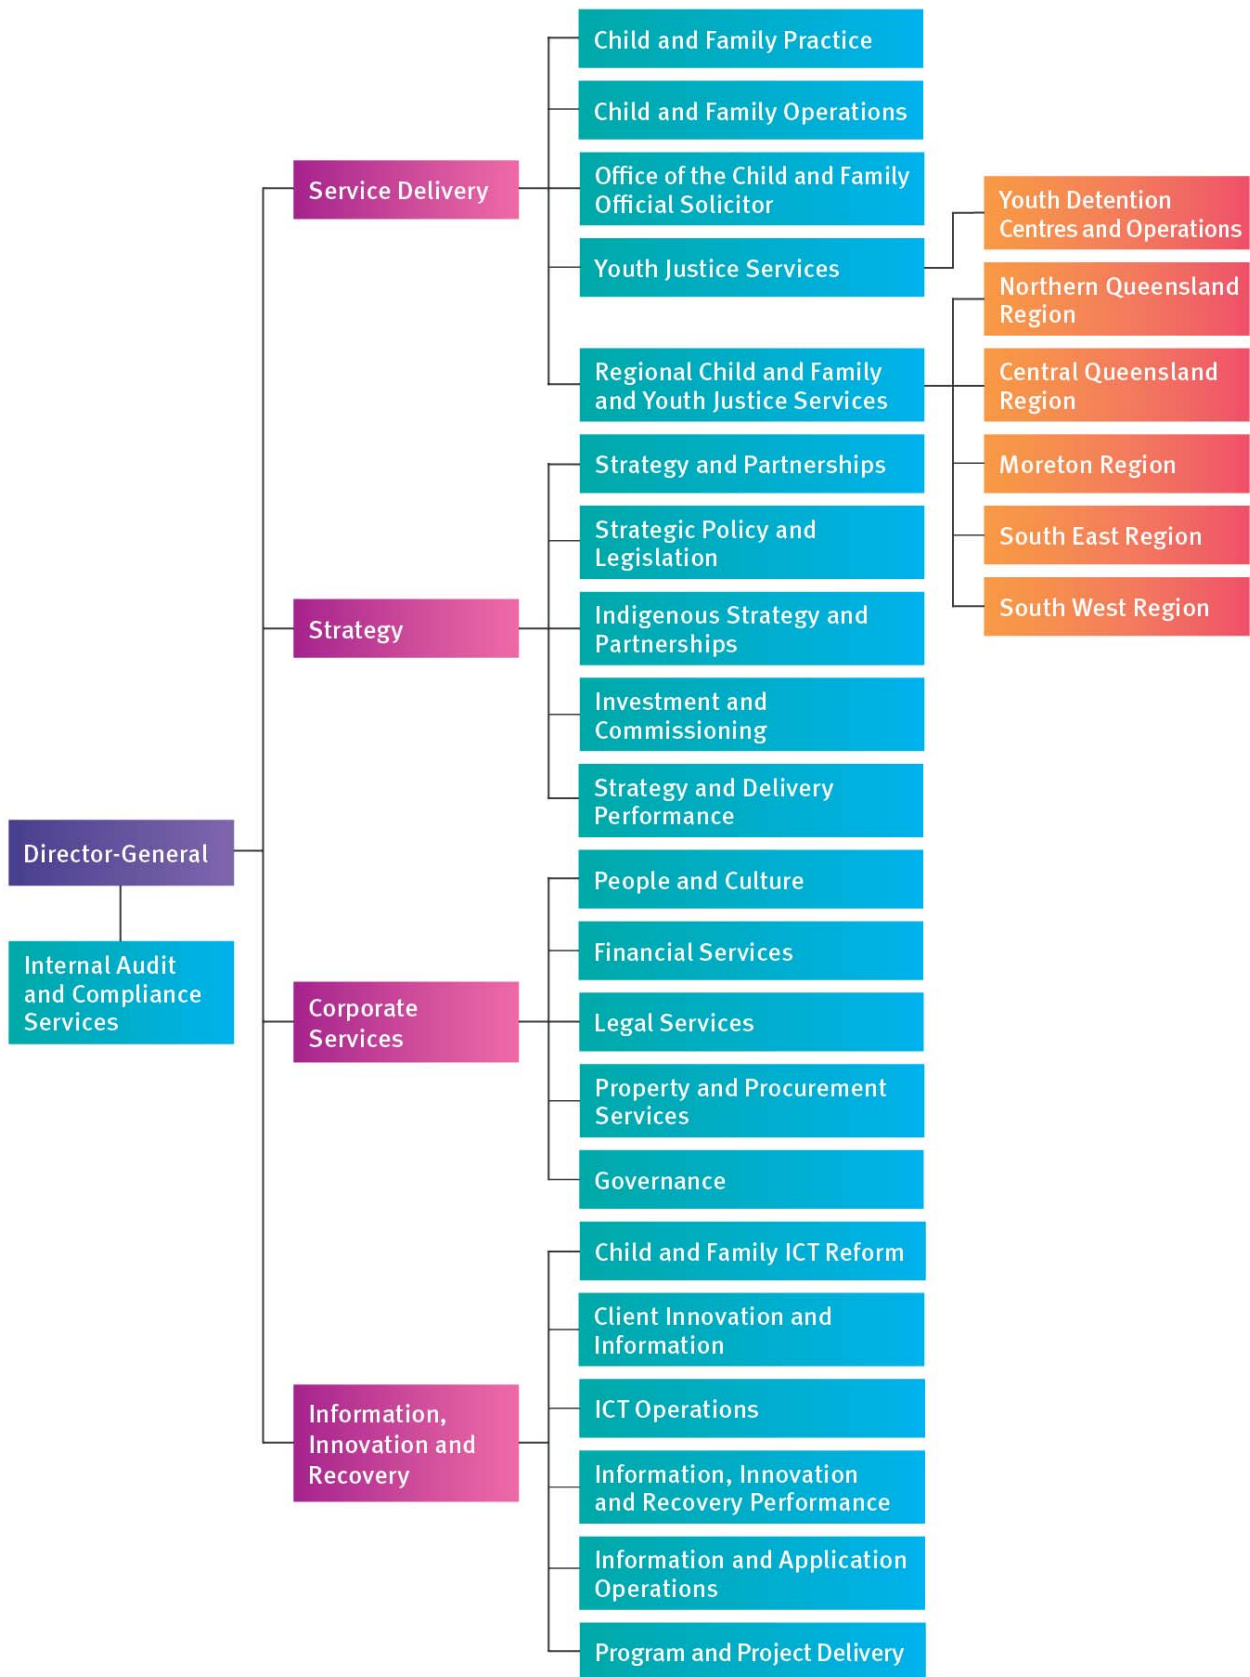 Director-General
Internal Audit
and Compliance
Services
Service Delivery
Child and Family Practice
Child and Family Operations
Office of the Child and Family
Official Solicitor
Youth Justice Services
Youth Detention
Centres and Operations
Regional Child and Family
and Youth Justice Services
Northern Queensland
Region
Central Queensland
Region
Moreton Region
South East Region
South West Region
Strategy
Strategy and Partnerships
Strategic Policy and
Legislation
Indigenous Strategy and
Partnerships
Investment and
Commissioning
Strategy and Delivery
Performance
Corporate
Services
People and Culture
Financial Services
Legal Services
Property and Procurement
Services
Governance
Information,
Innovation and
Recovery
Child and Family ICT Reform
Client Innovation and
Information
ICT Operations
Information, Innovation
and Recovery Performance
Information and Application
Operations
Program and Project Delivery